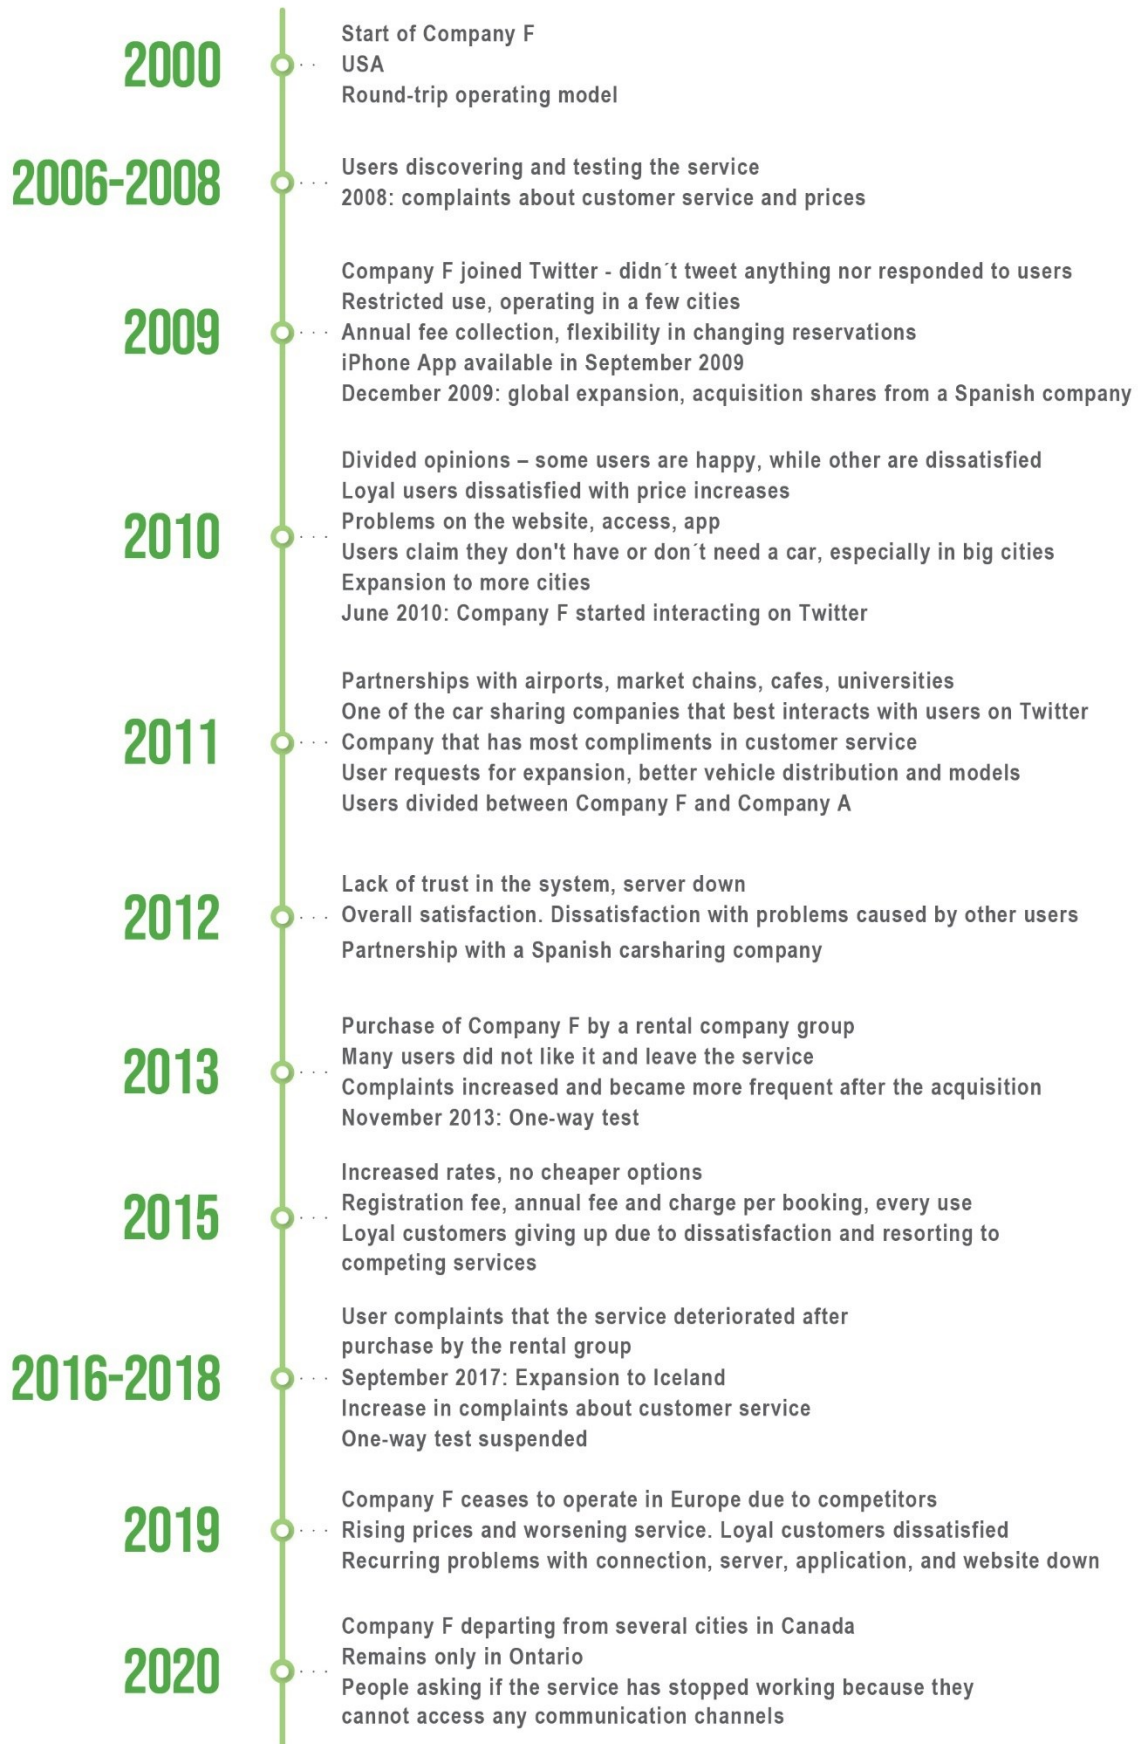 2000
Start of Company F
USA
Round-trip operating model
2006-2008
Users discovering and testing the service
2008: complaints about customer service and prices
2009
Company F joined Twitter - didn´t tweet anything nor responded to users
Restricted use, operating in a few cities
Annual fee collection, flexibility in changing reservations
iPhone App available in September 2009
December 2009: global expansion, acquisition shares from a Spanish company
2010
Divided opinions – some users are happy, while other are dissatisfied
Loyal users dissatisfied with price increases
Problems on the website, access, app
Users claim they don't have or don´t need a car, especially in big cities
Expansion to more cities
June 2010: Company F started interacting on Twitter
2011
Partnerships with airports, market chains, cafes, universities
One of the car sharing companies that best interacts with users on Twitter
Company that has most compliments in customer service
User requests for expansion, better vehicle distribution and models
Users divided between Company F and Company A
2012
Lack of trust in the system, server down
Overall satisfaction. Dissatisfaction with problems caused by other users
Partnership with a Spanish carsharing company
2013
Purchase of Company F by a rental company group
Many users did not like it and leave the service
Complaints increased and became more frequent after the acquisition
November 2013: One-way test
2015
Increased rates, no cheaper options
Registration fee, annual fee and charge per booking, every use
Loyal customers giving up due to dissatisfaction and resorting to
competing services
2016-2018
User complaints that the service deteriorated after
purchase by the rental group
September 2017: Expansion to Iceland
Increase in complaints about customer service
One-way test suspended
2019
Company F ceases to operate in Europe due to competitors
Rising prices and worsening service. Loyal customers dissatisfied
Recurring problems with connection, server, application, and website down
2020
Company F departing from several cities in Canada
Remains only in Ontario
People asking if the service has stopped working because they
cannot access any communication channels